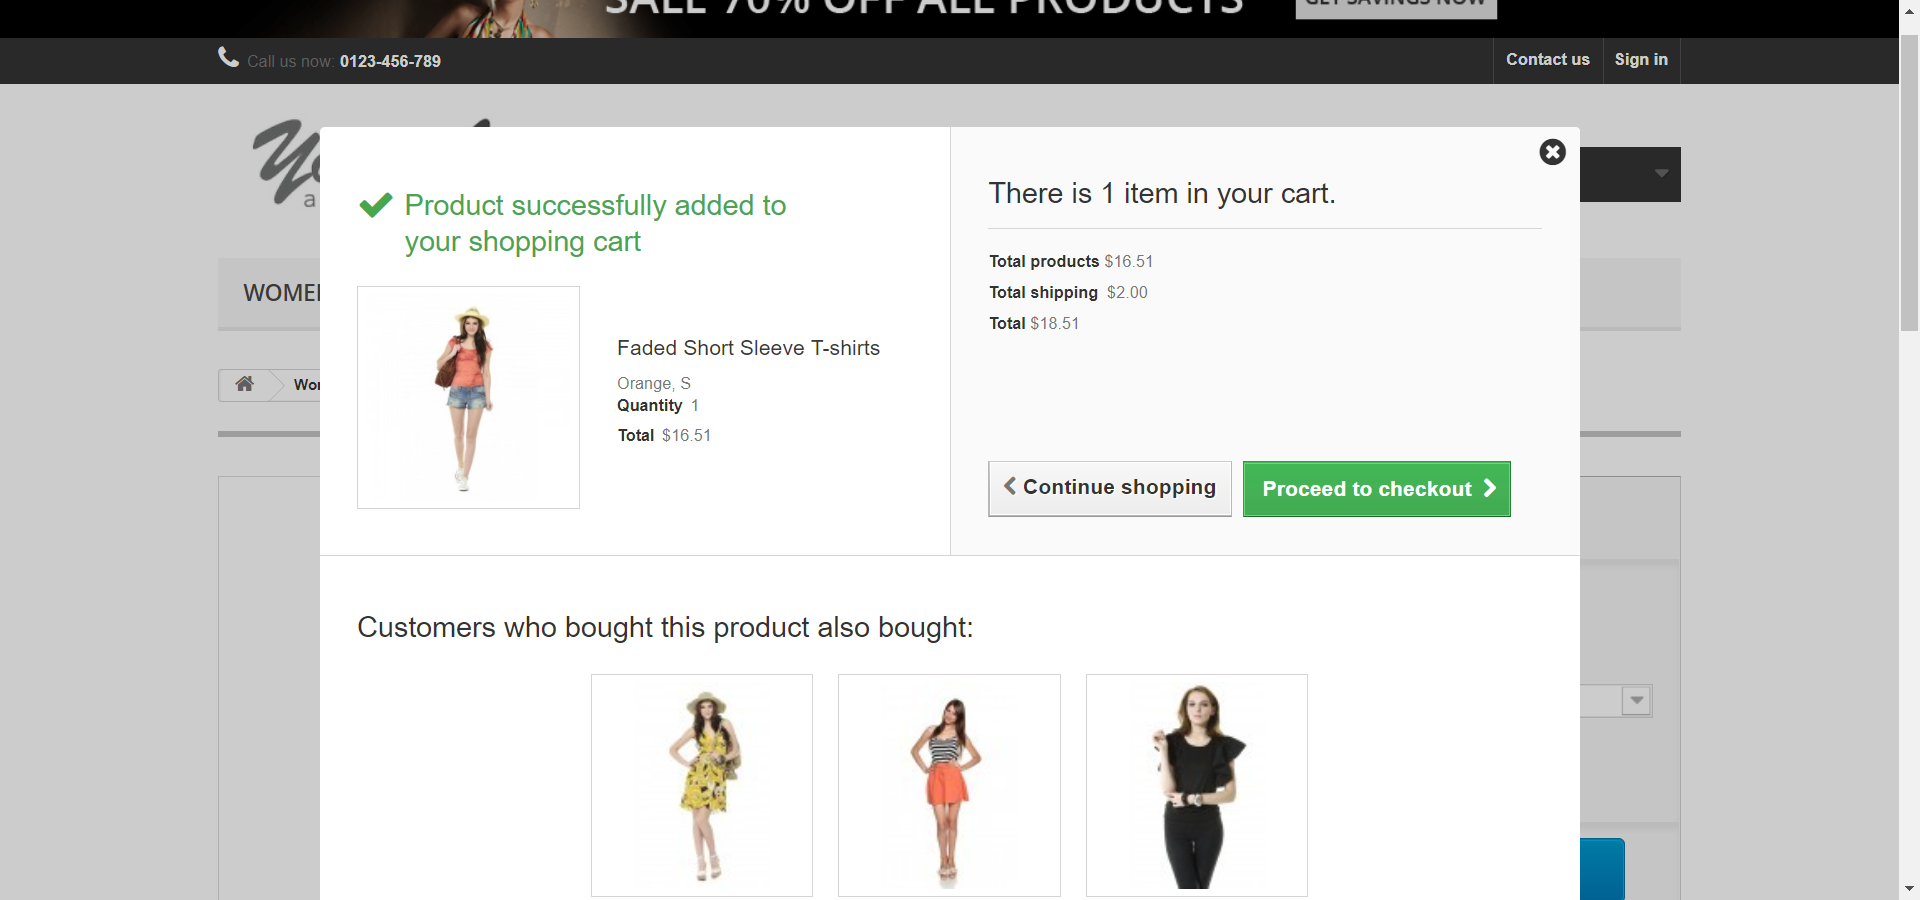 SALE 70% OFF ALL PRODUCTS
GET SAVINGS NOW
Call us now: 0123-456-789
Contact us
Sign in
There is 1 item in your cart.
Product successfully added to
your shopping cart
Total products $16.51
Total shipping $2.00
Total $18.51
Faded Short Sleeve T-shirts
Orange, S
Quantity 1
Total $16.51
Continue shopping
Proceed to checkout
Customers who bought this product also bought: